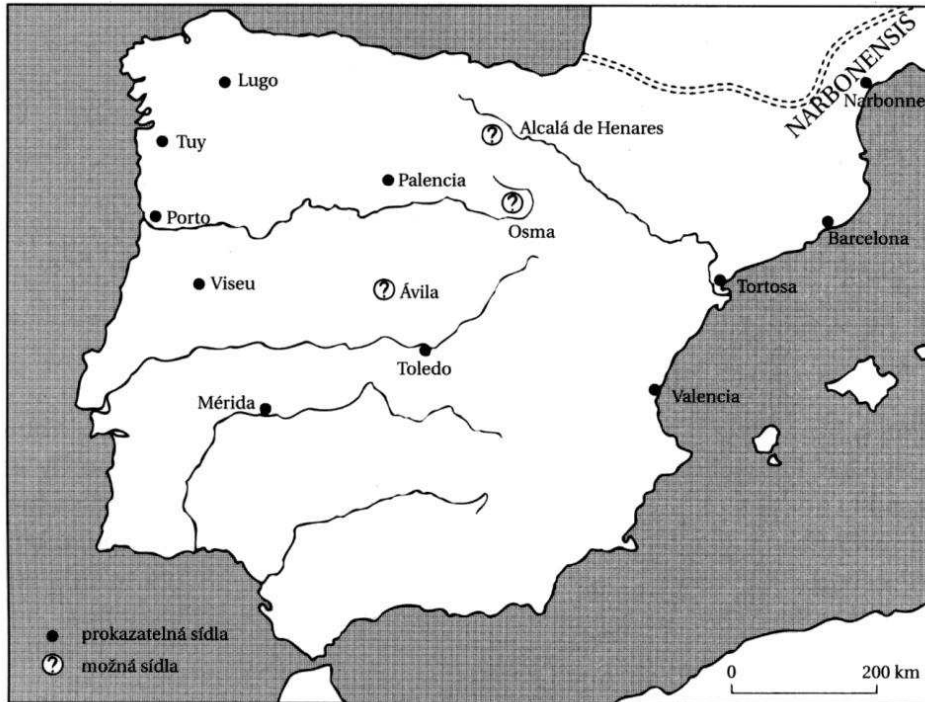 NARBONENSIS
Lugo
Narbonne
Alcalá de Henares
Tuy
Palencia
Porto
Osma
Barcelona
Viseu
Ávila
Tortosa
Toledo
Mérida
Valencia
prokazatelná sídla
možná sídla
0 200 km